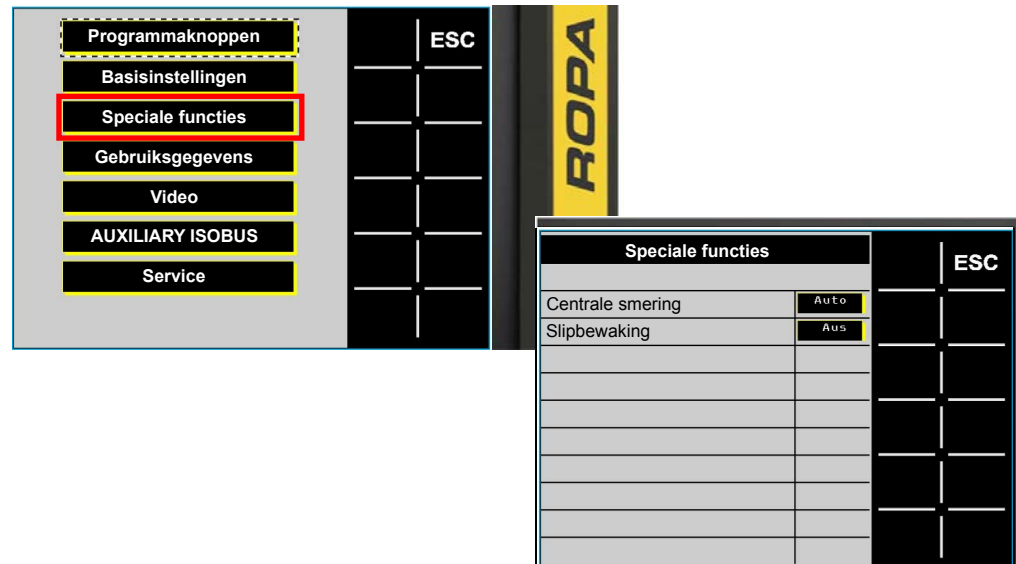 Programmaknoppen
ESC
Basisinstellingen
Speciale functies
Gebruiksgegevens
Video
AUXILIARY ISOBUS
Service
ROPA
Speciale functies
ESC
Centrale smering
Auto
Slipbewaking
Aus